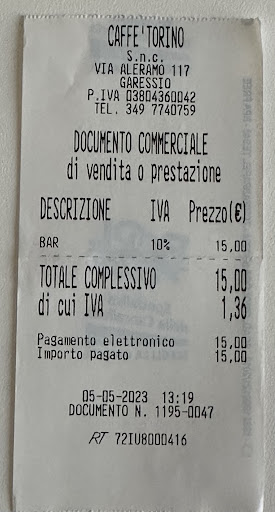 CAFFE'TORINO
S.n.c.
VIA ALERAMO 117
GARESSIO
P.IVA 03804360042
TEL. 349 7740759
DOCUMENTO COMMERCIALE
di vendita o prestazione
DESCRIZIONE IVA Prezzo(€)
BAR 10% 15,00
TOTALE COMPLESSIVO 15,00
di cui IVA 1,36
Pagamento elettronico 15,00
Importo pagato 15,00
05-05-2023 13:19
DOCUMENTO N. 1195-0047
RT 72IU8000416